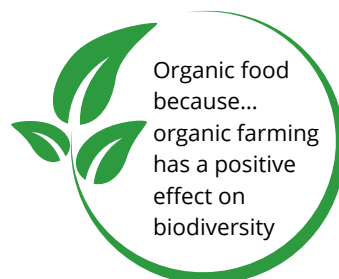 Organic food
because...
organic farming
has a positive
effect on
biodiversity